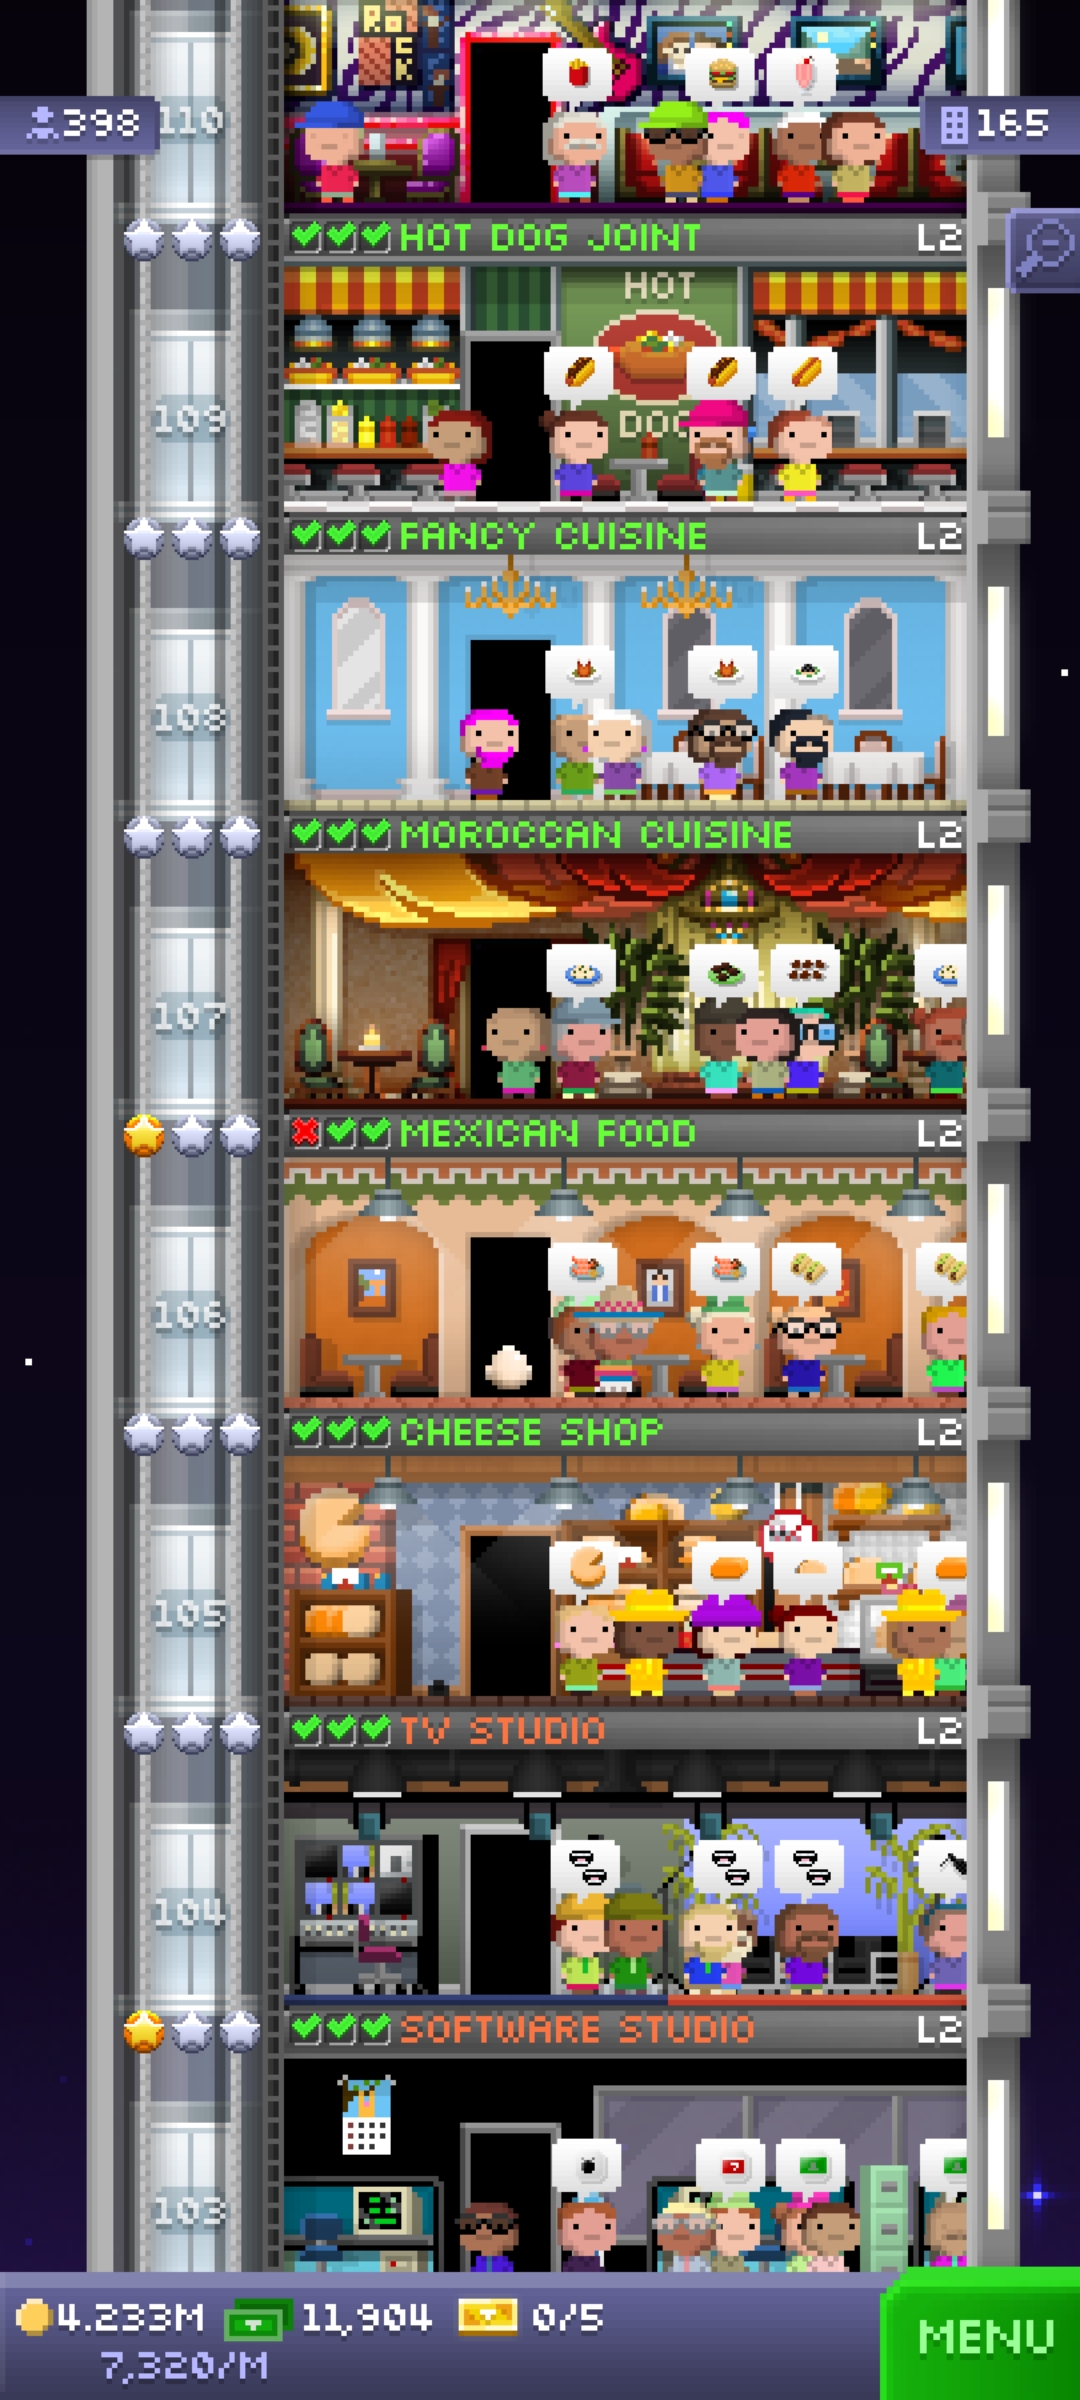 ROCK
398
110
165
HOT DOG JOINT L2
HOT
DOG
109
FANCY CUISINE L2
108
MOROCCAN CUISINE L2
107
MEXICAN FOOD L2
106
CHEESE SHOP L2
105
TV STUDIO L2
104
SOFTWARE STUDIO L2
103
4.233M 11,904 0/5
7,320/M
MENU